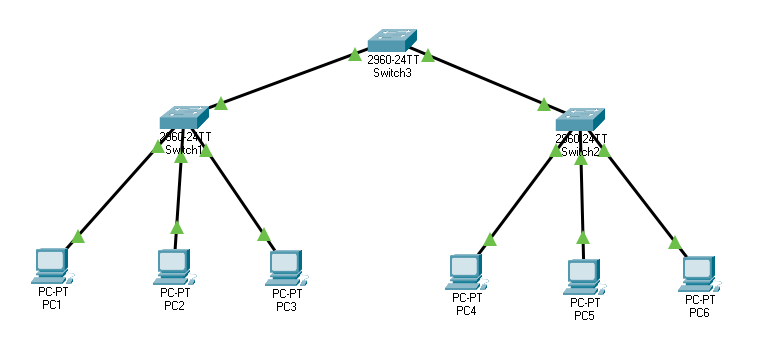 2960-24TT
Switch3
2960-24TT
Switch1
2960-24TT
Switch2
PC-PT
PC1
PC-PT
PC2
PC-PT
PC3
PC-PT
PC4
PC-PT
PC5
PC-PT
PC6